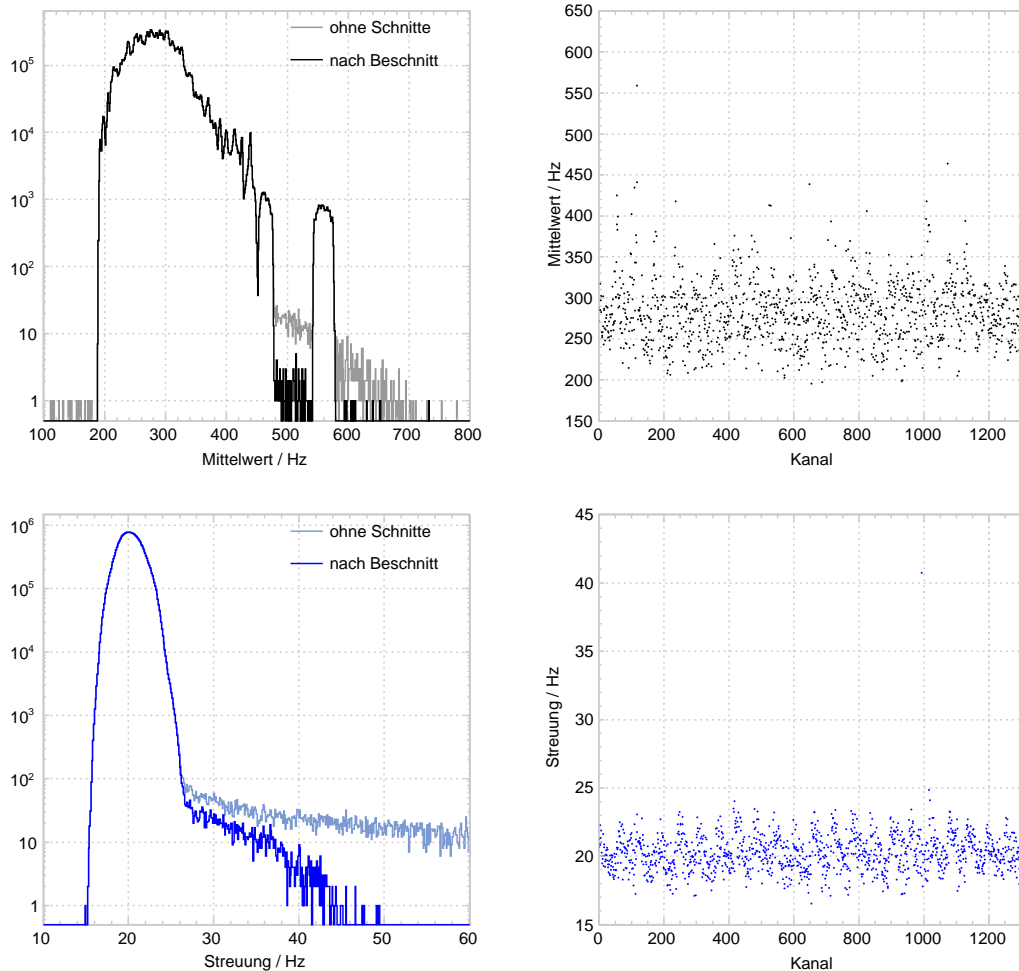 ohne Schnitte
nach Beschnitt
10^5
10^4
10^3
10^2
10
1
100 200 300 400 500 600 700 800
Mittelwert / Hz
650
600
550
500
450
400
350
300
250
200
150
Mittelwert / Hz
0 200 400 600 800 1000 1200
Kanal
ohne Schnitte
nach Beschnitt
10^6
10^5
10^4
10^3
10^2
10
1
10 20 30 40 50 60
Streuung / Hz
45
40
35
30
25
20
15
Streuung / Hz
0 200 400 600 800 1000 1200
Kanal